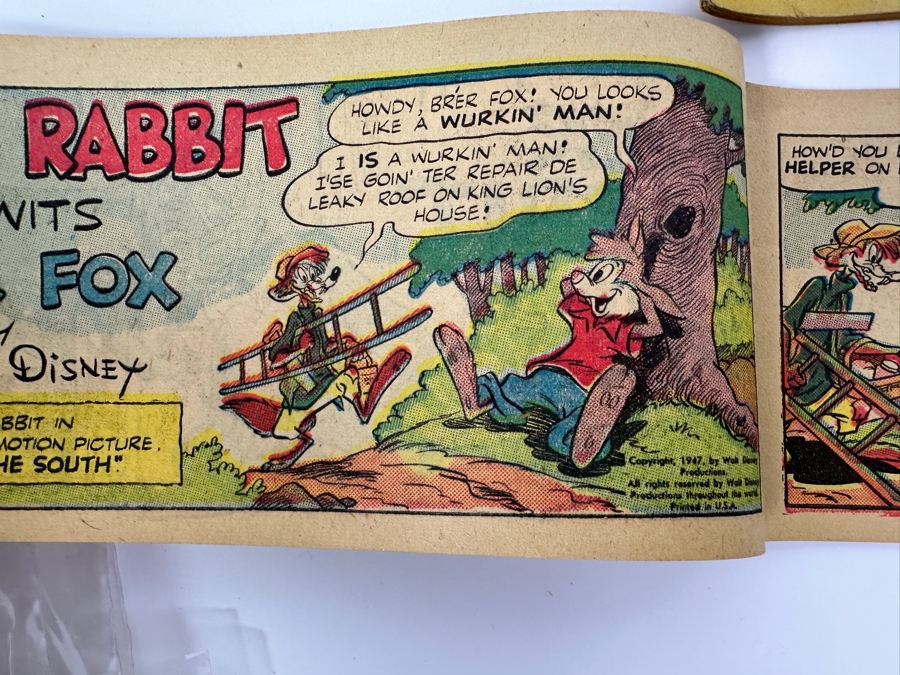 RABBIT
WITS
FOX
DISNEY
BBIT IN
MOTION PICTURE,
HE SOUTH".
HOWDY, BRER FOX! YOU LOOKS
LIKE A WURKIN' MAN!
I IS A WURKIN' MAN!
I'SE GOIN' TER REPAIR DE
LEAKY ROOF ON KING LION'S
HOUSE!
Copyright, 1947, by Walt
Productions.
All rights reserved by Walt
Productions throughout the world
Printed in U.S.A.
HOW'D YOU
HELPER ON